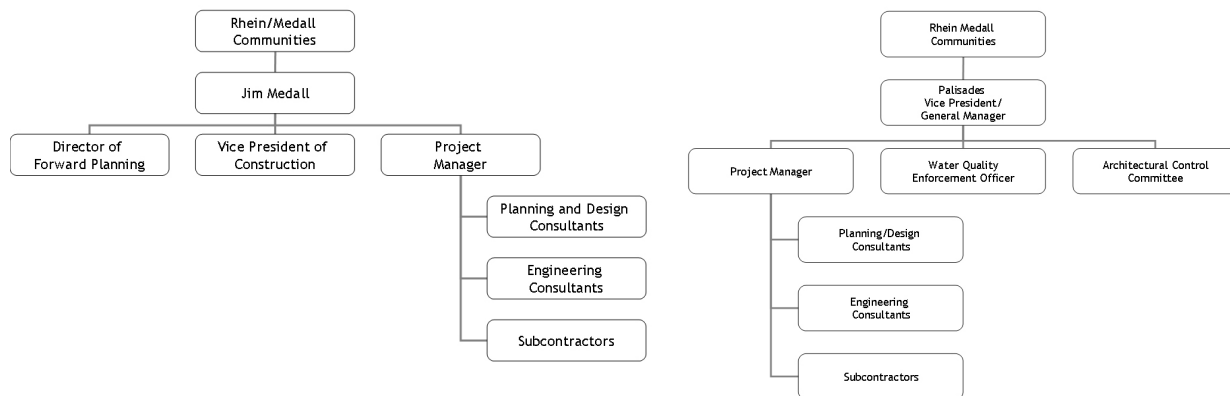 Rhein/Medall
Communities
Jim Medall
Director of
Forward Planning
Vice President of
Construction
Project
Manager
Planning and Design
Consultants
Engineering
Consultants
Subcontractors
Rhein Medall
Communities
Palisades
Vice President/
General Manager
Project Manager
Water Quality
Enforcement Officer
Architectural Control
Committee
Planning/Design
Consultants
Engineering
Consultants
Subcontractors